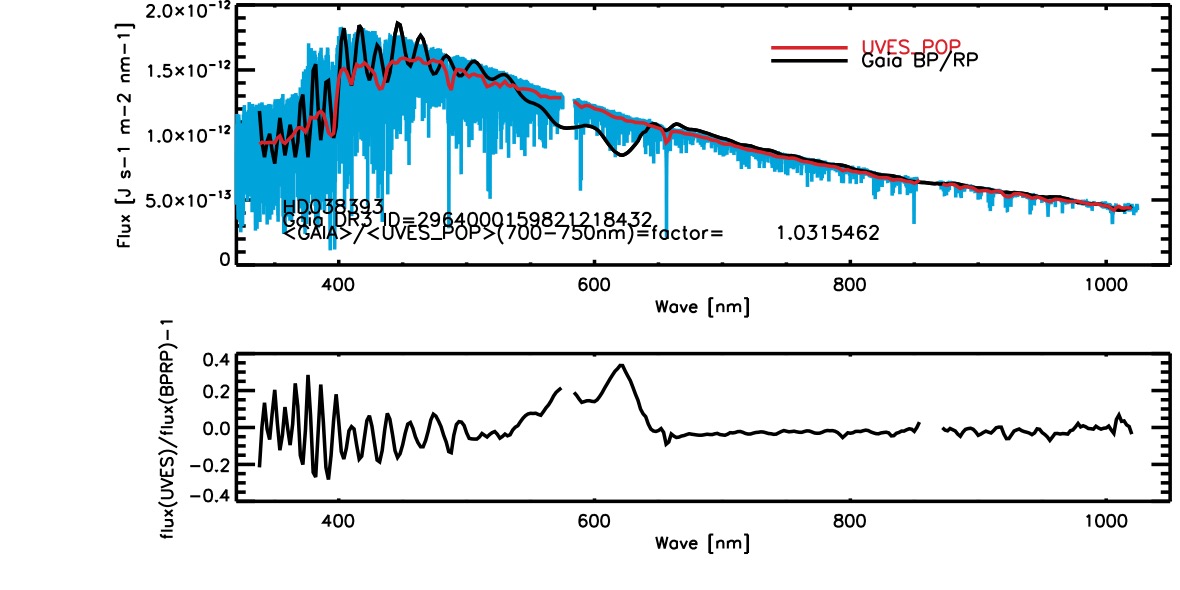 2.0×10⁻¹²
1.5×10⁻¹²
1.0×10⁻¹²
5.0×10⁻¹³
0
Flux [J s−1 m−2 nm−1]
UVES_POP
Gaia BP/RP
HD038393
Gaia DR3 ID=2964000159821218432
<GAIA>/<UVES_POP>(700−750nm)=factor= 1.0315462
400 600 800 1000
Wave [nm]
0.4
0.2
0.0
−0.2
−0.4
flux(UVES)/flux(BPRP)−1
400 600 800 1000
Wave [nm]